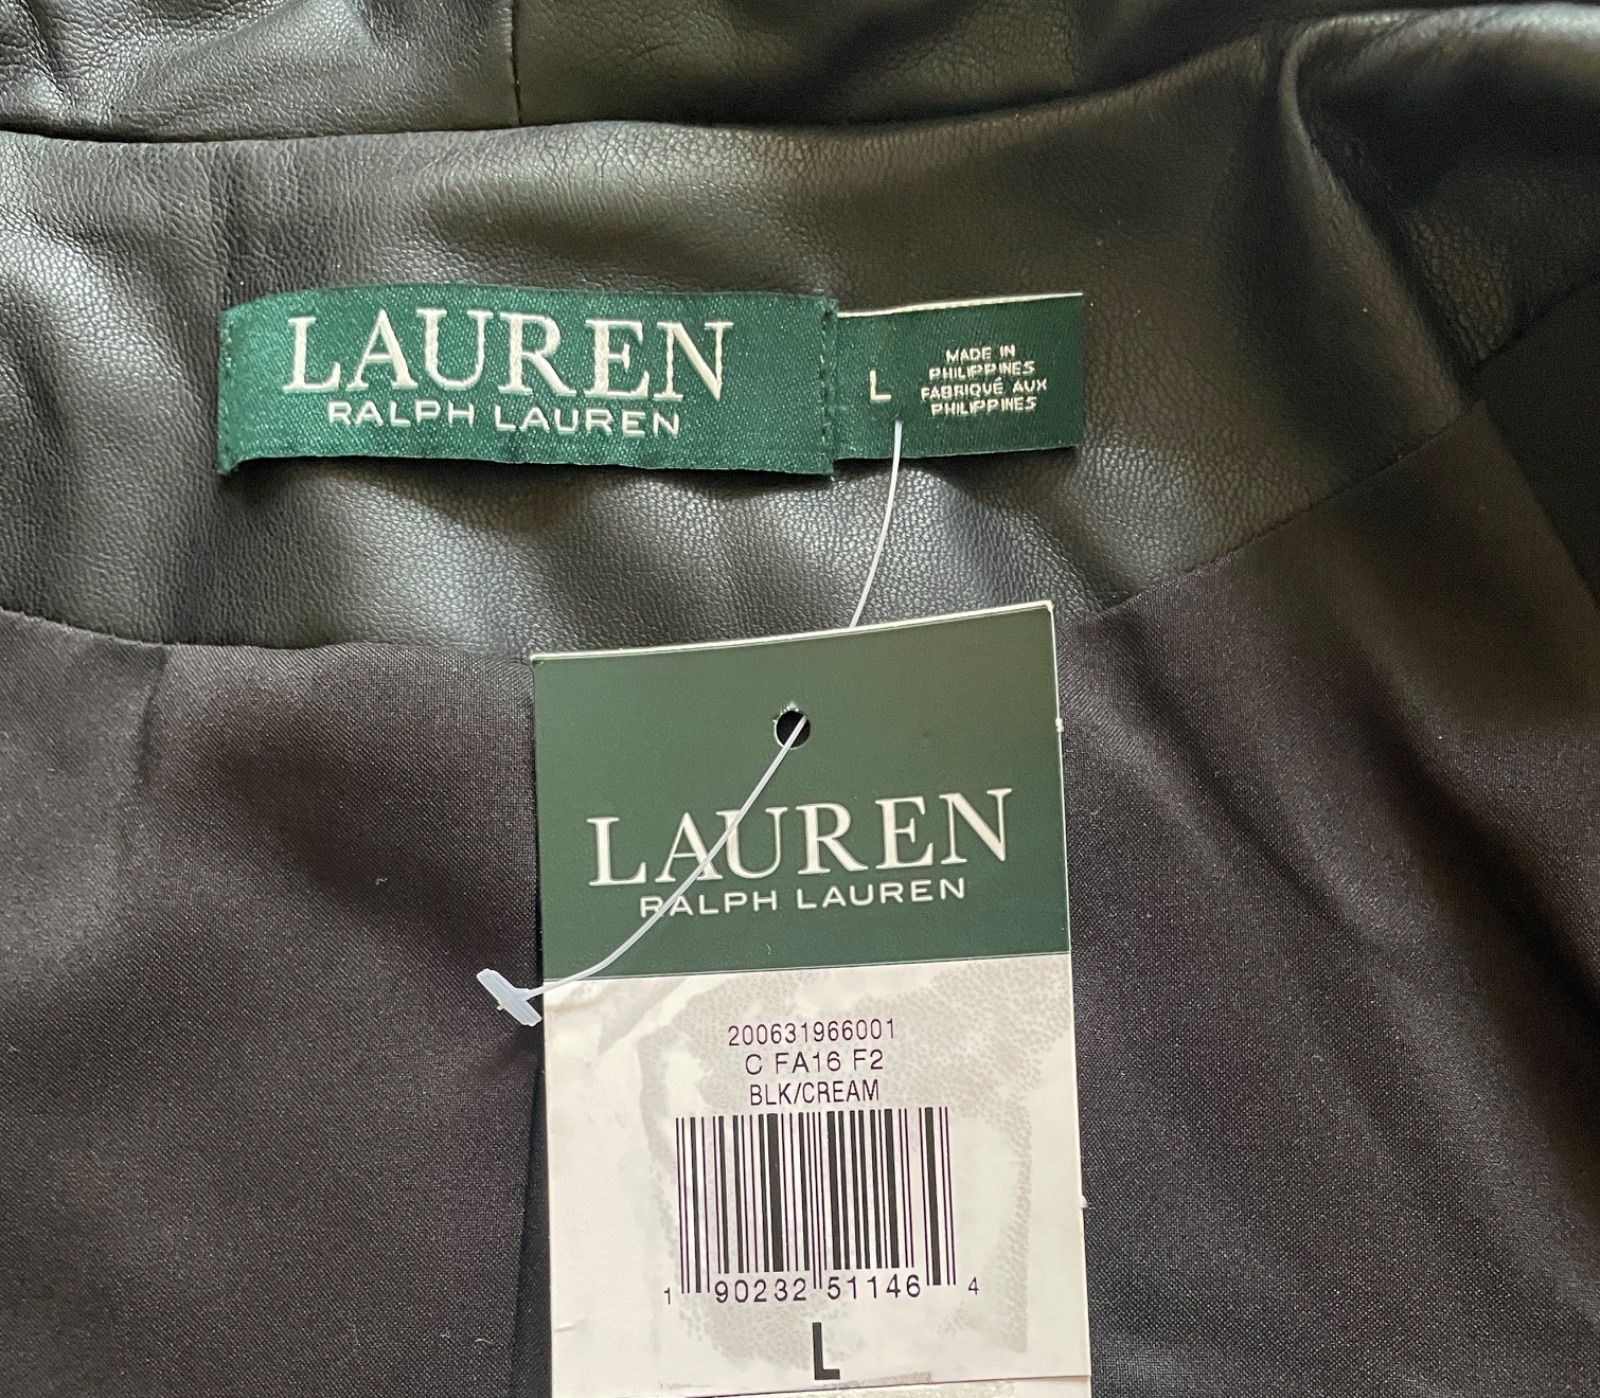 LAUREN
RALPH LAUREN
L
MADE IN
PHILIPPINES
FABRIQUÉ AUX
PHILIPPINES
LAUREN
RALPH LAUREN
200631966001
C FA16 F2
BLK/CREAM
1 90232 51146 4
L